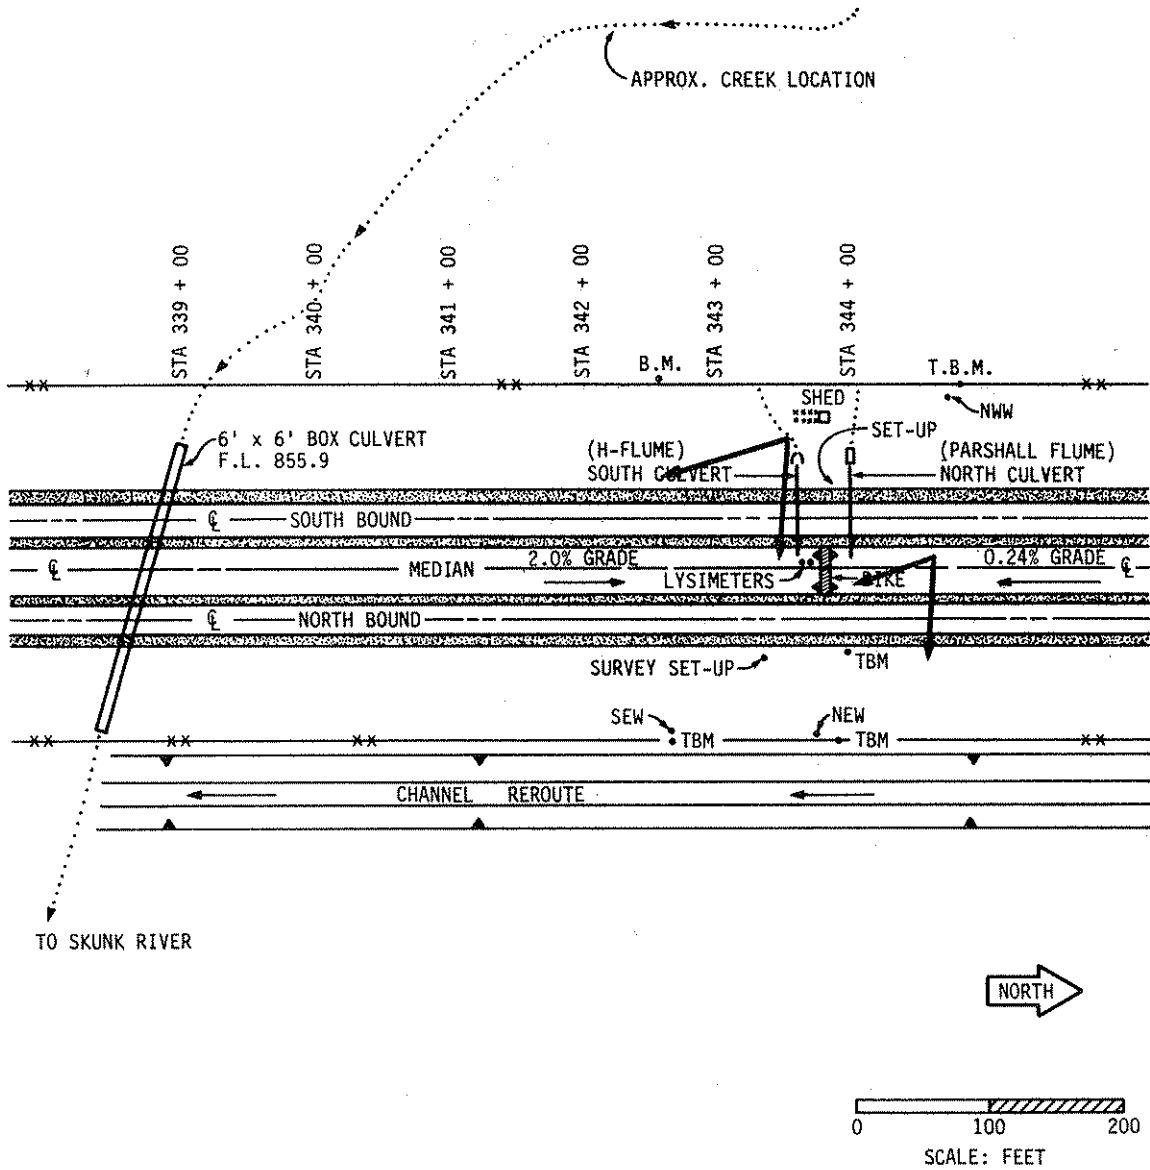 APPROX. CREEK LOCATION
STA 339 + 00
STA 340 + 00
STA 341 + 00
STA 342 + 00
STA 343 + 00
STA 344 + 00
B.M.
T.B.M.
SHED
NWW
SET-UP
6' x 6' BOX CULVERT
F.L. 855.9
(H-FLUME)
SOUTH CULVERT
(PARSHALL FLUME)
NORTH CULVERT
℄ SOUTH BOUND
℄ MEDIAN
2.0% GRADE
0.24% GRADE ℄
LYSIMETERS
DIKE
℄ NORTH BOUND
SURVEY SET-UP
TBM
SEW
NEW
TBM
TBM
CHANNEL REROUTE
TO SKUNK RIVER
NORTH
0 100 200
SCALE: FEET